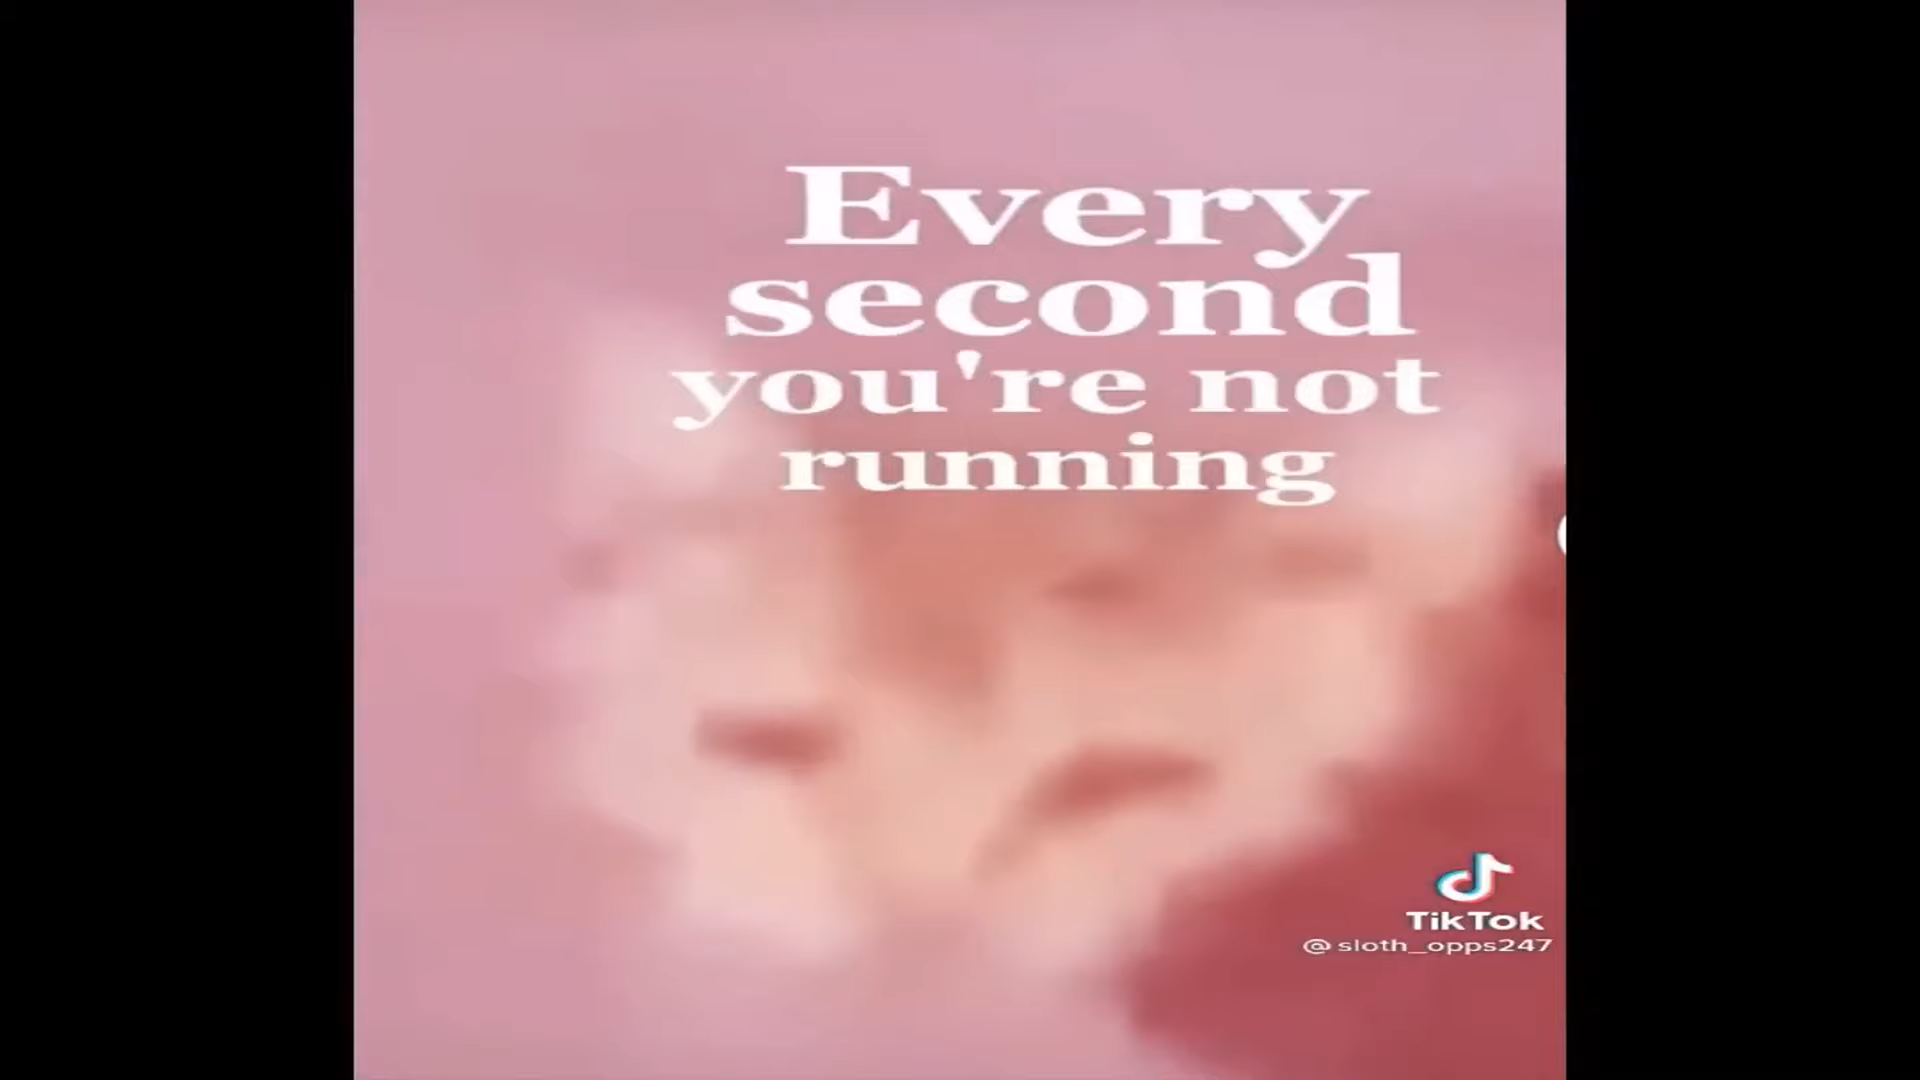 Every
second
you're not
running
TikTok
@sloth_opps247